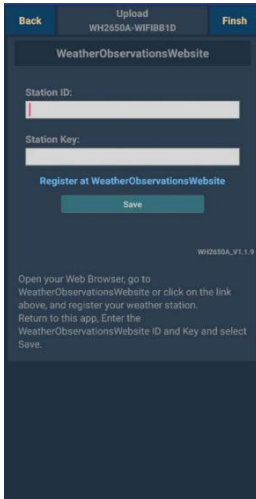 Back
Upload
Finsh
WH2650A-WIFIBB1D
WeatherObservationsWebsite
Station ID:
Station Key:
Register at WeatherObservationsWebsite
Save
WH2650A_V1.1.9
Open your Web Browser, go to
WeatherObservationsWebsite or click on the link
above, and register your weather station.
Return to this app, Enter the
WeatherObservationsWebsite ID and Key and select
Save.